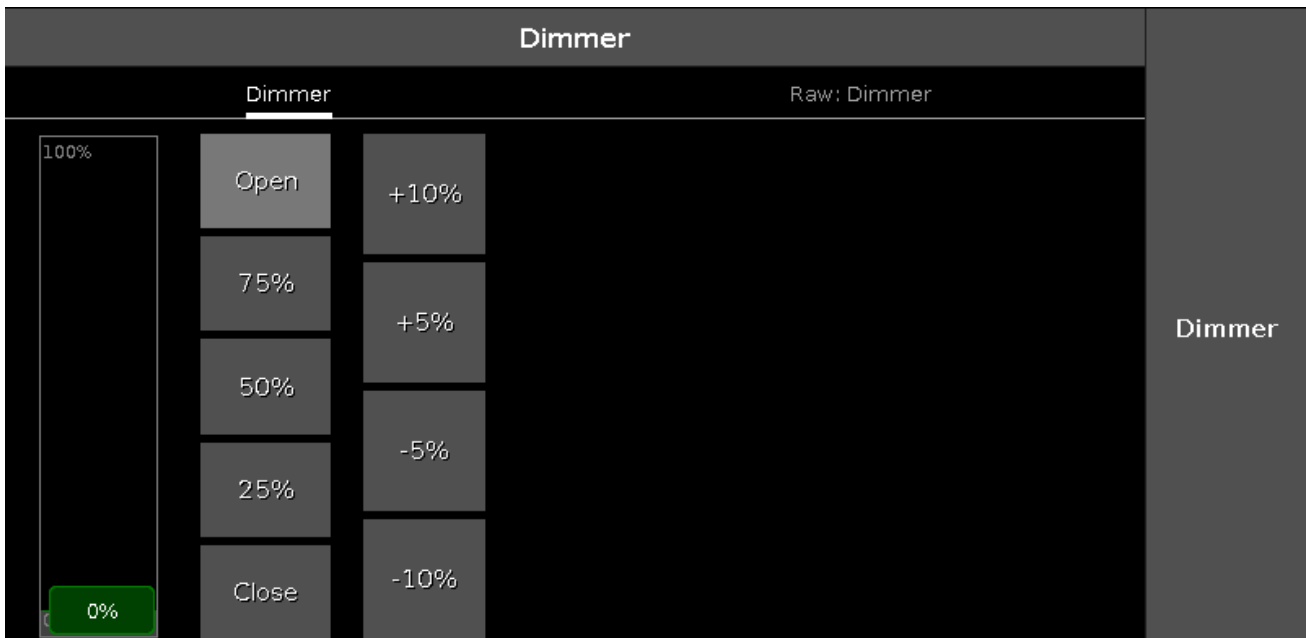 Dimmer
Dimmer
Raw: Dimmer
100%
Open
75%
50%
25%
Close
+10%
+5%
-5%
-10%
0%
Dimmer